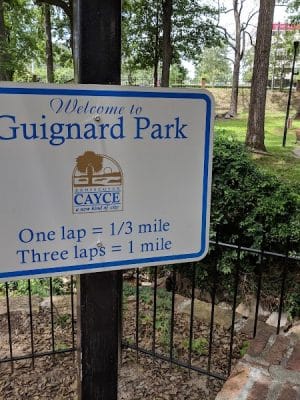 Welcome to
Guignard Park
CAYCE
One lap = 1/3 mile
Three laps = 1 mile